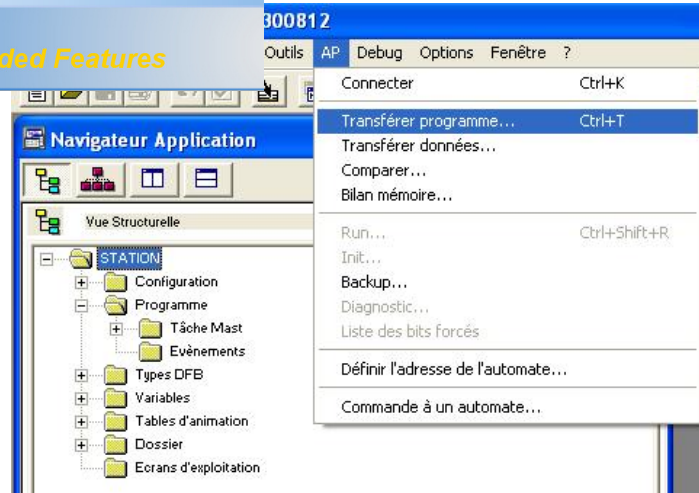 300812
ded Features
Outils AP Debug Options Fenêtre ?
Connecter Ctrl+K
Transférer programme... Ctrl+T
Transférer données...
Comparer...
Bilan mémoire...
Run... Ctrl+Shift+R
Init...
Backup...
Diagnostic...
Liste des bits forcés
Définir l'adresse de l'automate...
Commande à un automate...
Navigateur Application
Vue Structurelle
STATION
Configuration
Programme
Tâche Mast
Evènements
Types DFB
Variables
Tables d'animation
Dossier
Ecrans d'exploitation